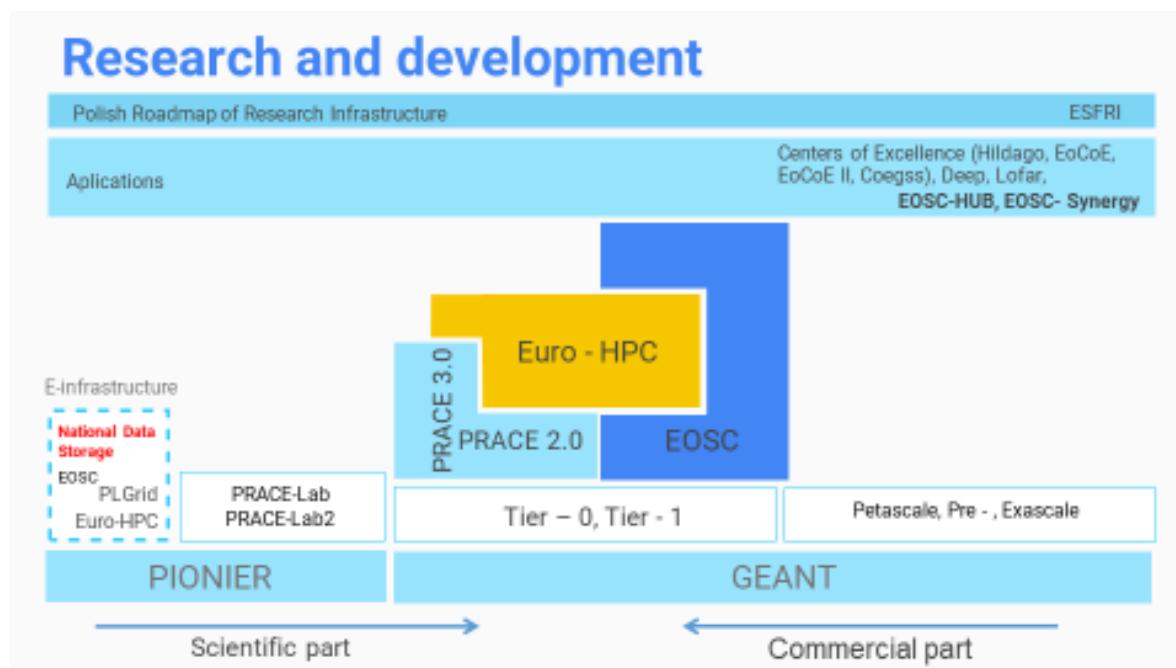 Research and development
Polish Roadmap of Research Infrastructure
ESFRI
Aplications
Centers of Excellence (Hildago, EoCoE,
EoCoE II, Coegss), Deep, Lofar,
EOSC-HUB, EOSC- Synergy
Euro - HPC
PRACE 3.0
PRACE 2.0
EOSC
E-infrastructure
National Data
Storage
EOSC
PLGrid
Euro-HPC
PRACE-Lab
PRACE-Lab2
Tier – 0, Tier - 1
Petascale, Pre - , Exascale
PIONIER
GEANT
Scientific part
Commercial part